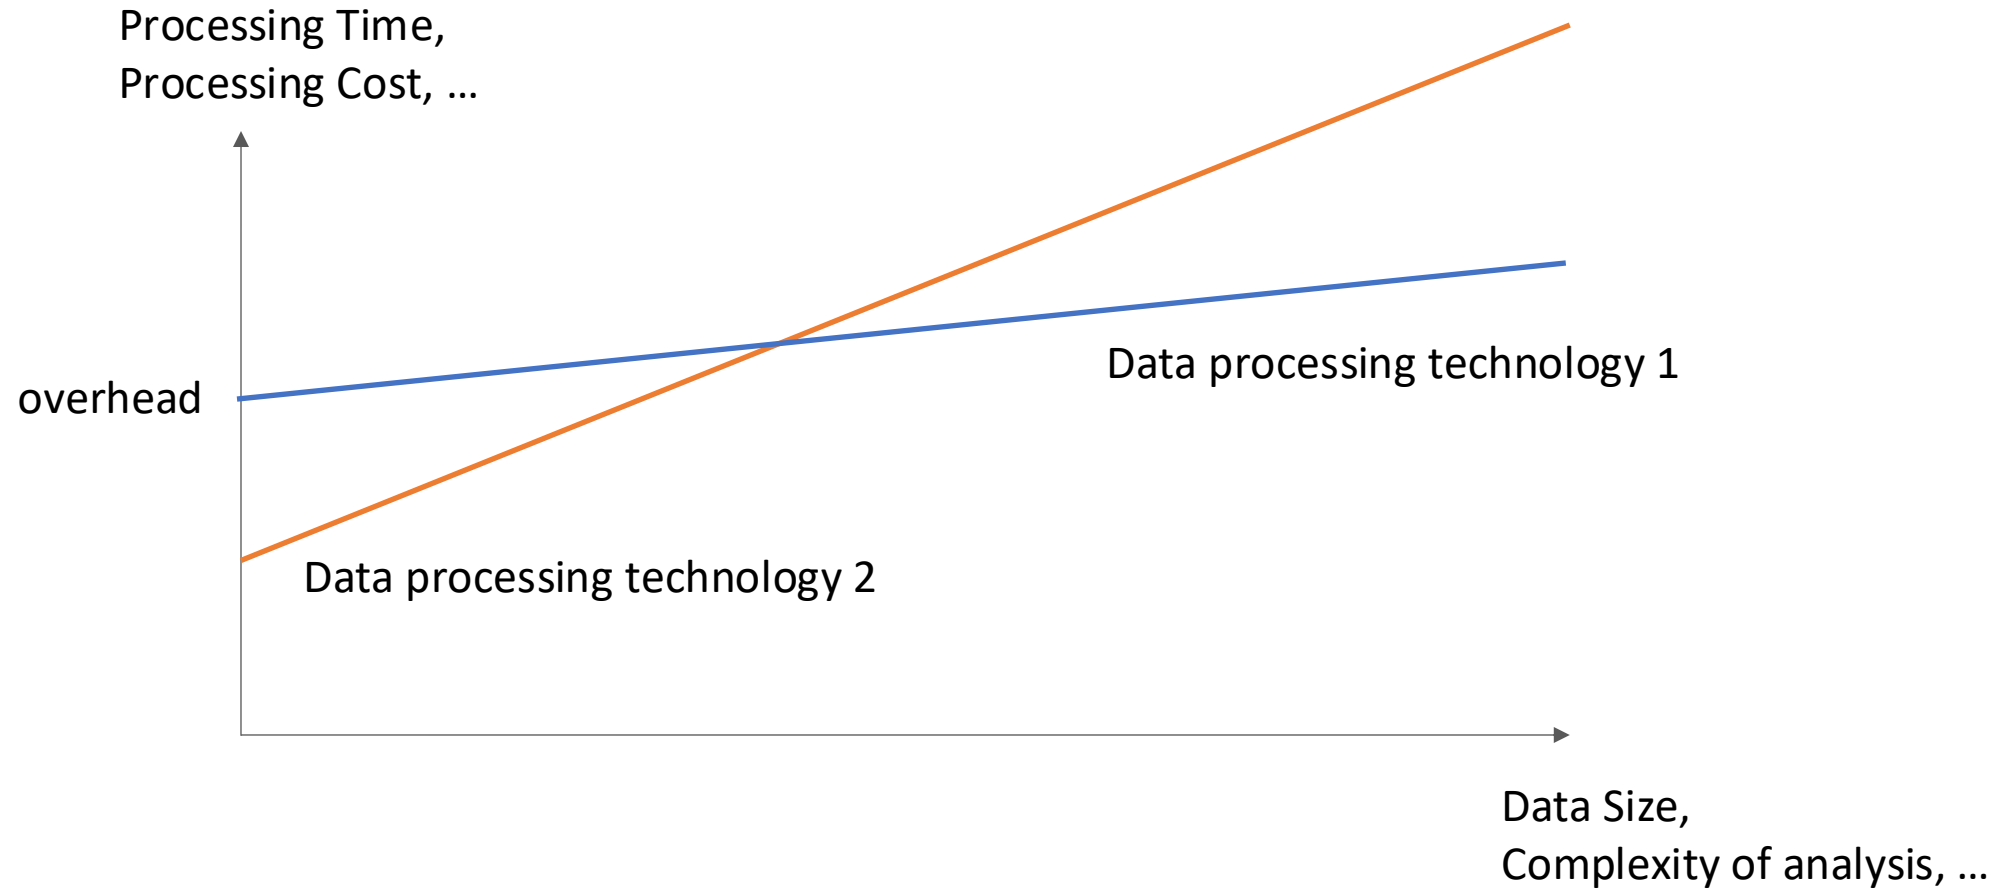 Processing Time,
Processing Cost, ...
overhead
Data processing technology 1
Data processing technology 2
Data Size,
Complexity of analysis, ...